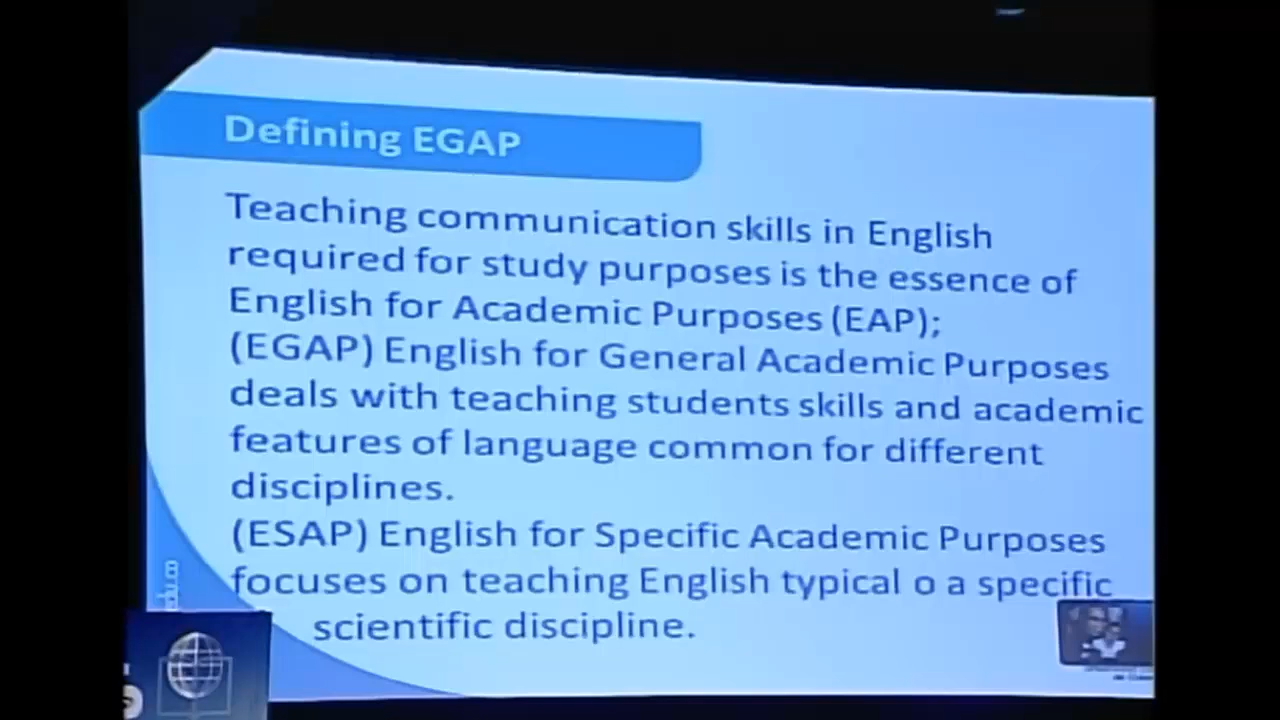 Defining EGAP
Teaching communication skills in English
required for study purposes is the essence of
English for Academic Purposes (EAP);
(EGAP) English for General Academic Purposes
deals with teaching students skills and academic
features of language common for different
disciplines.
(ESAP) English for Specific Academic Purposes
focuses on teaching English typical o a specific
scientific discipline.
edu.co